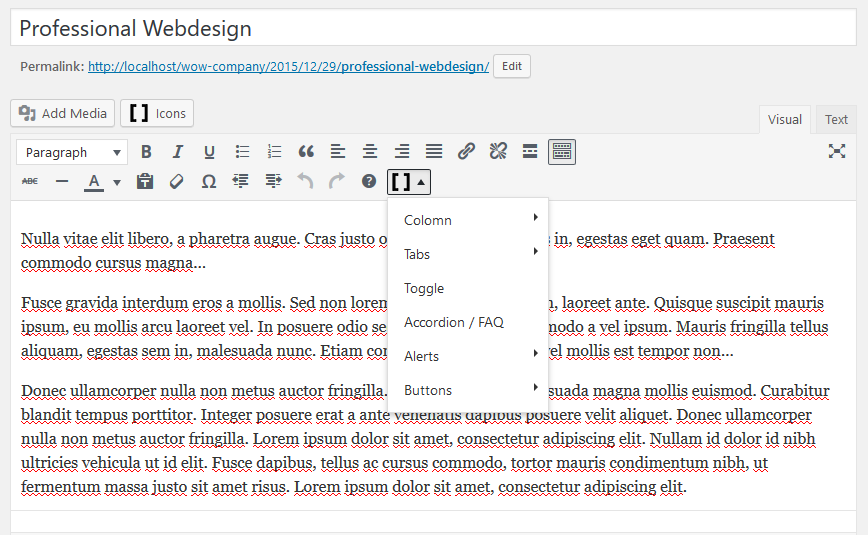 Professional Webdesign
Permalink: http://localhost/wow-company/2015/12/29/professional-webdesign/ Edit
Add Media [ ] Icons
Visual Text
Paragraph B I U
ABC A Ω [ ]
Colomn
Tabs
Toggle
Accordion / FAQ
Alerts
Buttons
Nulla vitae elit libero, a pharetra augue. Cras justo o in, egestas eget quam. Praesent
commodo cursus magna...
Fusce gravida interdum eros a mollis. Sed non lorem , laoreet ante. Quisque suscipit mauris
ipsum, eu mollis arcu laoreet vel. In posuere odio se modo a vel ipsum. Mauris fringilla tellus
aliquam, egestas sem in, malesuada nunc. Etiam con vel mollis est tempor non...
Donec ullamcorper nulla non metus auctor fringilla. suada magna mollis euismod. Curabitur
blandit tempus porttitor. Integer posuere erat a ante venenatis dapibus posuere velit aliquet. Donec ullamcorper
nulla non metus auctor fringilla. Lorem ipsum dolor sit amet, consectetur adipiscing elit. Nullam id dolor id nibh
ultricies vehicula ut id elit. Fusce dapibus, tellus ac cursus commodo, tortor mauris condimentum nibh, ut
fermentum massa justo sit amet risus. Lorem ipsum dolor sit amet, consectetur adipiscing elit.